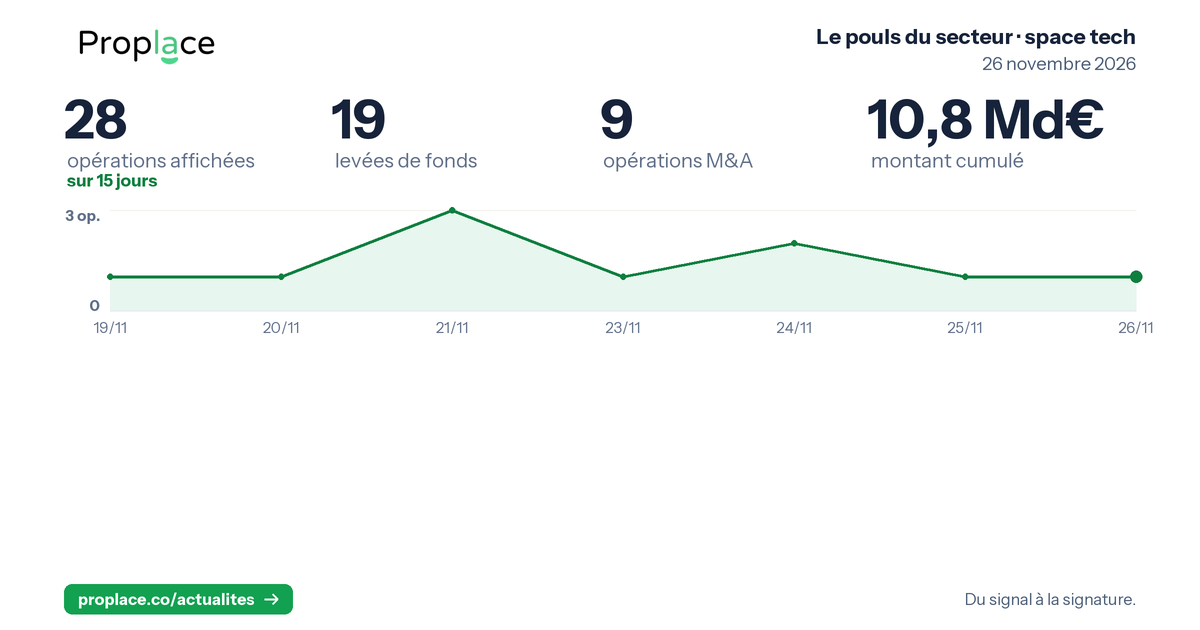 Proplace
Le pouls du secteur · space tech
26 novembre 2026
28
opérations affichées
sur 15 jours
19
levées de fonds
9
opérations M&A
10,8 Md€
montant cumulé
3 op.
0
19/11
20/11
21/11
23/11
24/11
25/11
26/11
proplace.co/actualites →
Du signal à la signature.